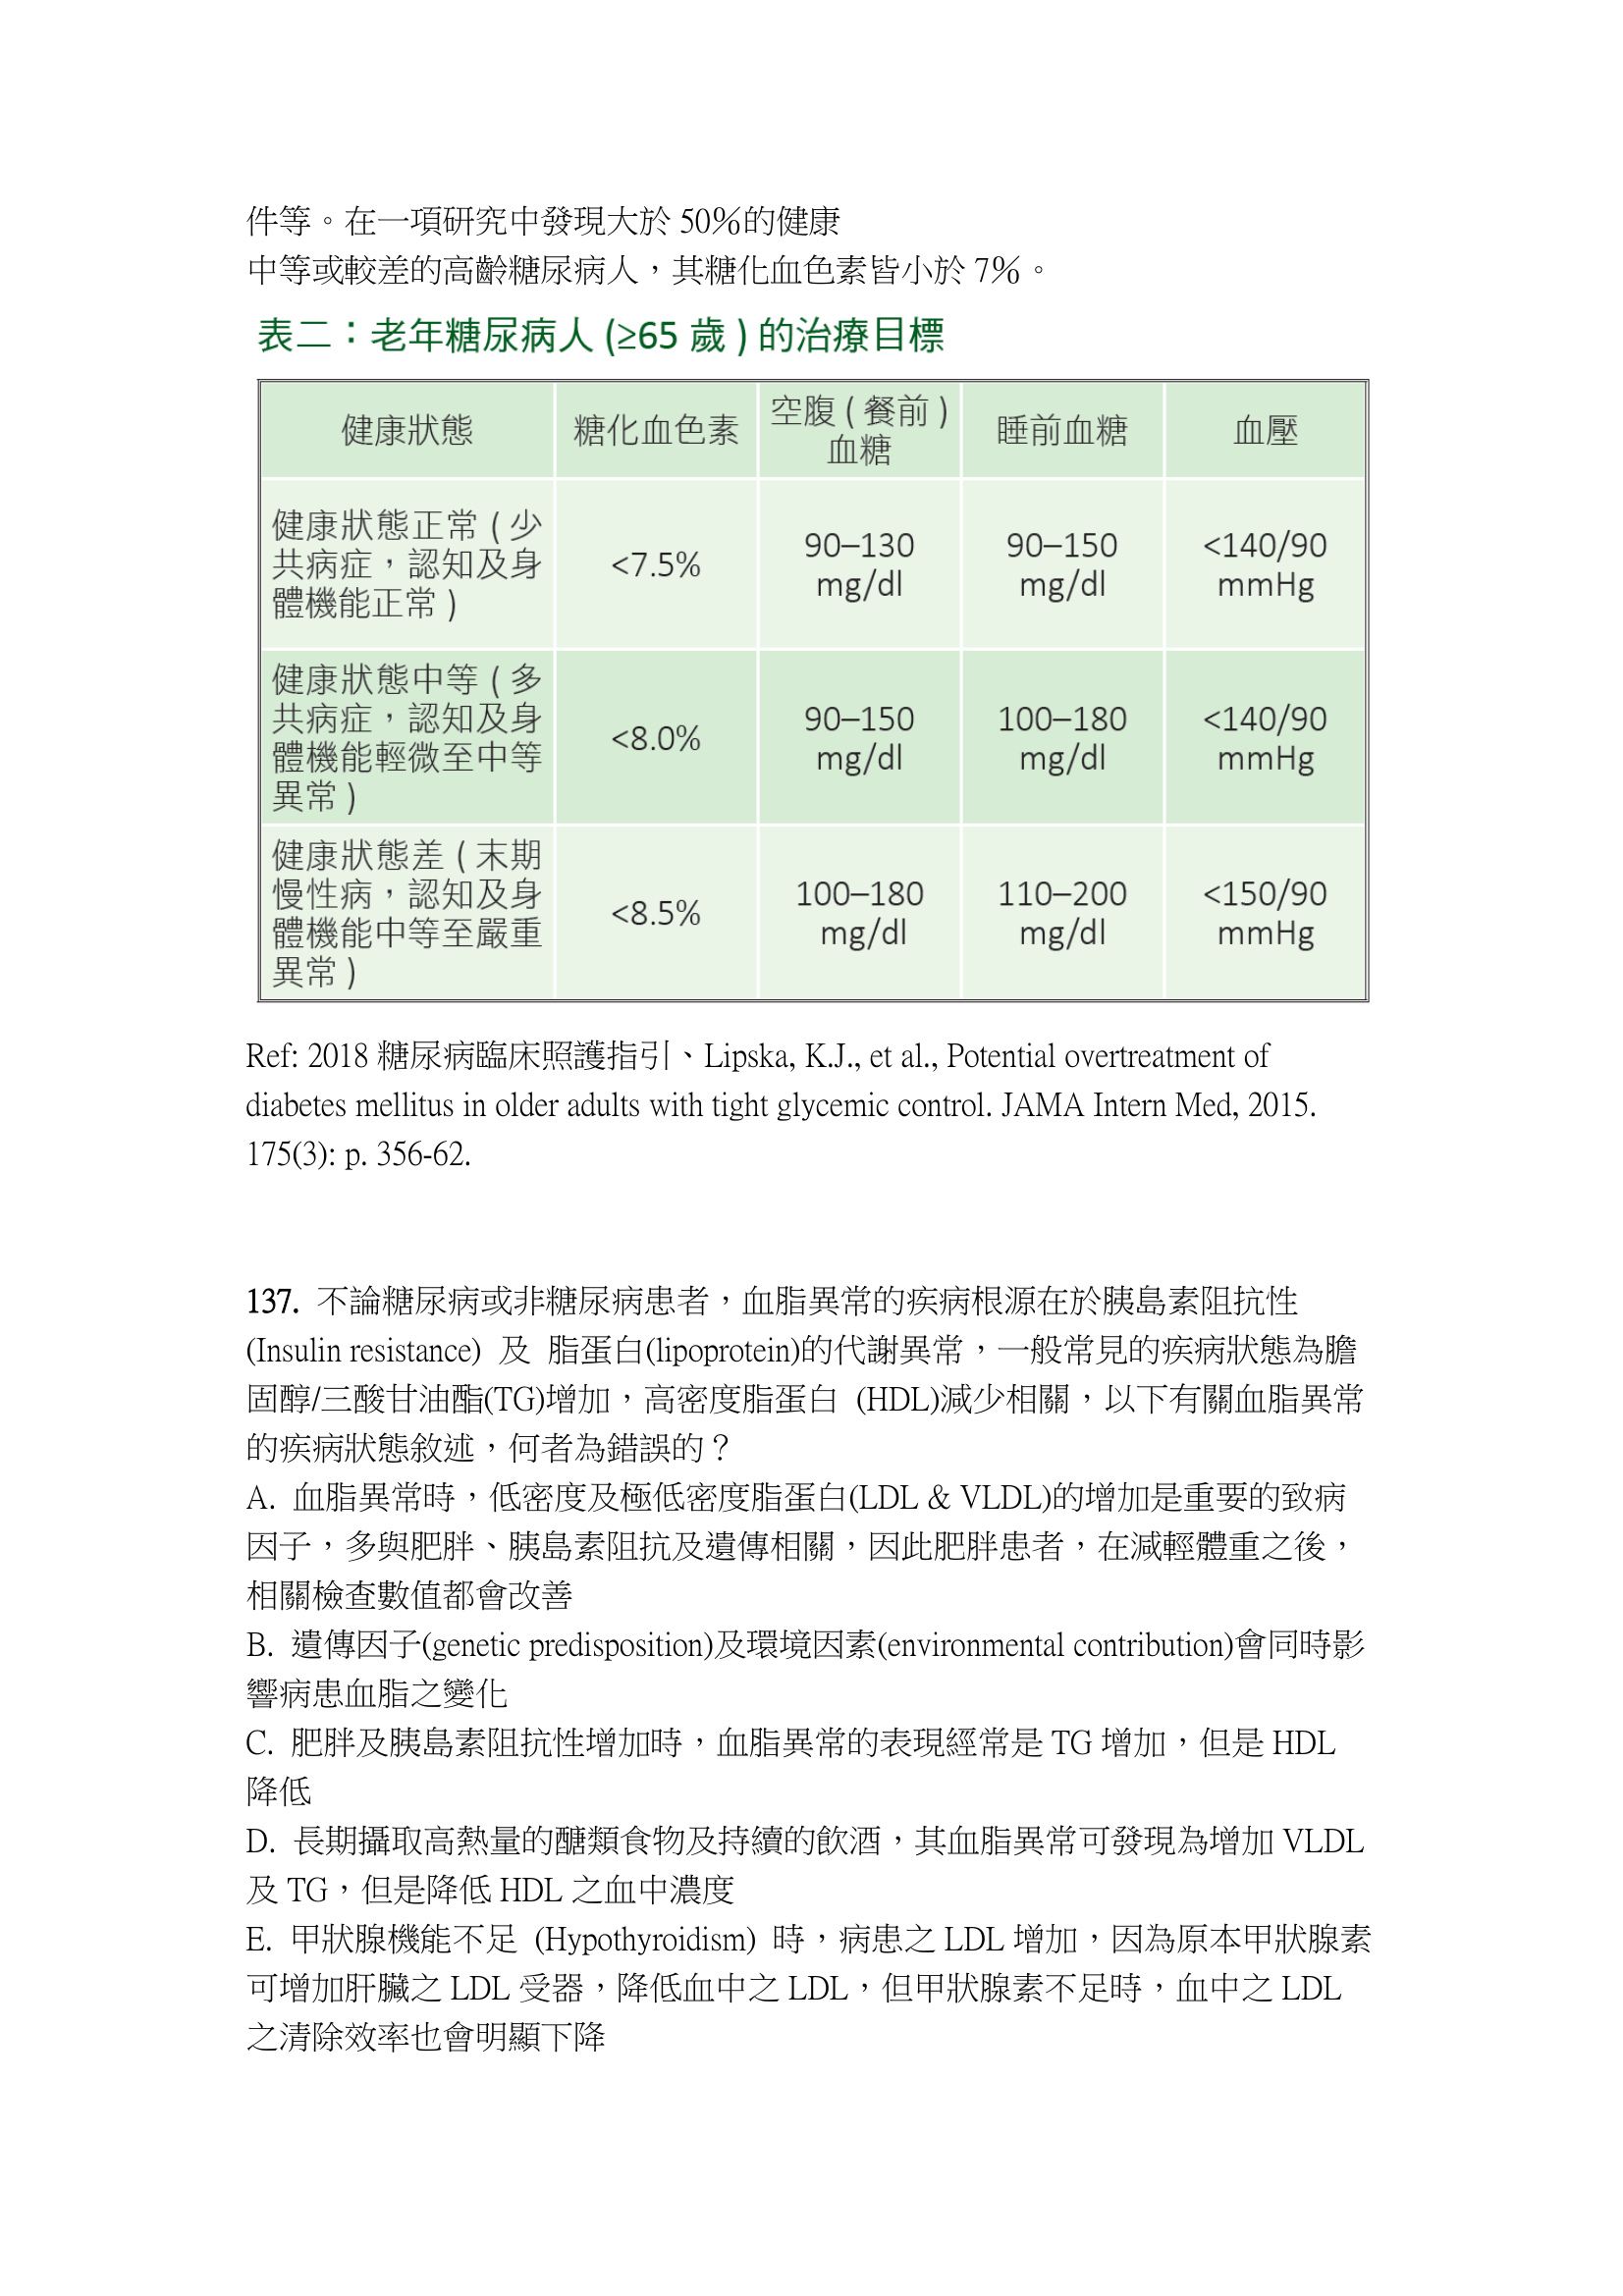 件等。在一項研究中發現大於 50%的健康
中等或較差的高齡糖尿病人，其糖化血色素皆小於 7%。
表二：老年糖尿病人 (≥65 歲 ) 的治療目標
健康狀態 糖化血色素 空腹 ( 餐前 ) 血糖 睡前血糖 血壓
健康狀態正常 ( 少共病症，認知及身體機能正常 ) <7.5% 90–130 mg/dl 90–150 mg/dl <140/90 mmHg
健康狀態中等 ( 多共病症，認知及身體機能輕微至中等異常 ) <8.0% 90–150 mg/dl 100–180 mg/dl <140/90 mmHg
健康狀態差 ( 末期慢性病，認知及身體機能中等至嚴重異常 ) <8.5% 100–180 mg/dl 110–200 mg/dl <150/90 mmHg
Ref: 2018 糖尿病臨床照護指引、Lipska, K.J., et al., Potential overtreatment of
diabetes mellitus in older adults with tight glycemic control. JAMA Intern Med, 2015.
175(3): p. 356-62.
137. 不論糖尿病或非糖尿病患者，血脂異常的疾病根源在於胰島素阻抗性
(Insulin resistance) 及 脂蛋白(lipoprotein)的代謝異常，一般常見的疾病狀態為膽
固醇/三酸甘油酯(TG)增加，高密度脂蛋白 (HDL)減少相關，以下有關血脂異常
的疾病狀態敘述，何者為錯誤的？
A. 血脂異常時，低密度及極低密度脂蛋白(LDL & VLDL)的增加是重要的致病
因子，多與肥胖、胰島素阻抗及遺傳相關，因此肥胖患者，在減輕體重之後，
相關檢查數值都會改善
B. 遺傳因子(genetic predisposition)及環境因素(environmental contribution)會同時影
響病患血脂之變化
C. 肥胖及胰島素阻抗性增加時，血脂異常的表現經常是 TG 增加，但是 HDL
降低
D. 長期攝取高熱量的醣類食物及持續的飲酒，其血脂異常可發現為增加 VLDL
及 TG，但是降低 HDL 之血中濃度
E. 甲狀腺機能不足 (Hypothyroidism) 時，病患之 LDL 增加，因為原本甲狀腺素
可增加肝臟之 LDL 受器，降低血中之 LDL，但甲狀腺素不足時，血中之 LDL
之清除效率也會明顯下降